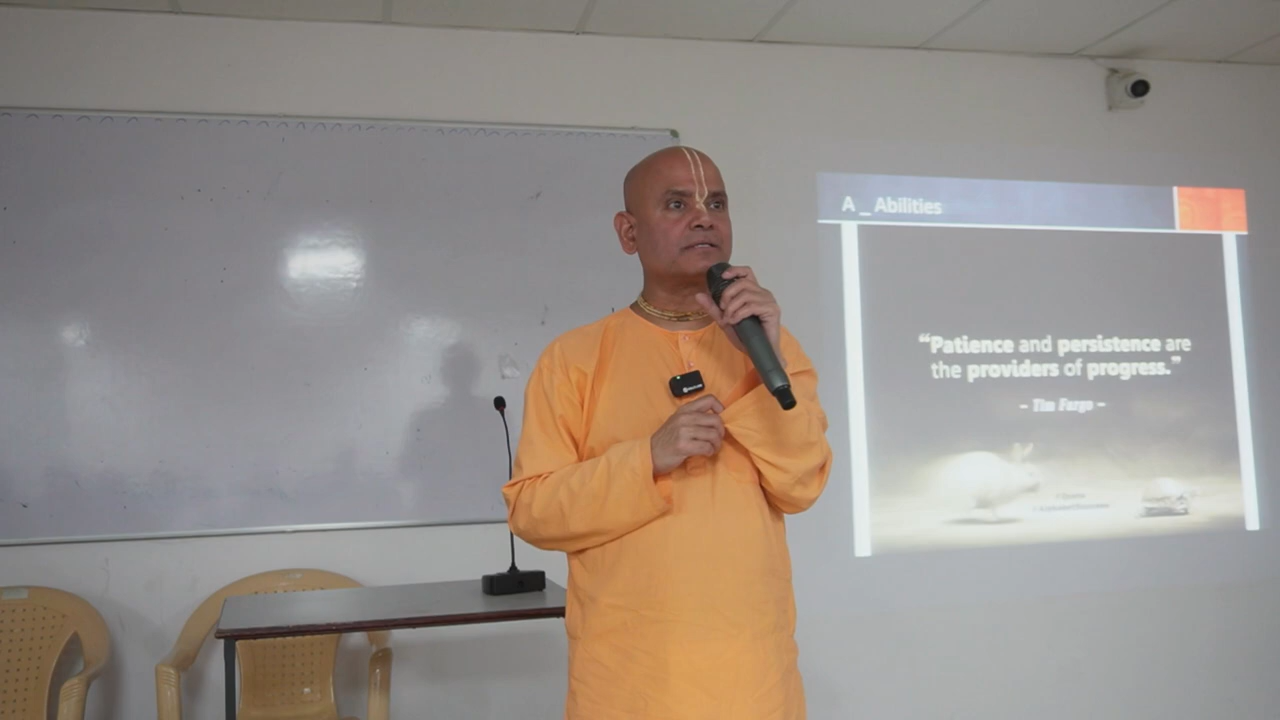 A _ Abilities
“Patience and persistence are
the providers of progress.”
– Tim Fargo –